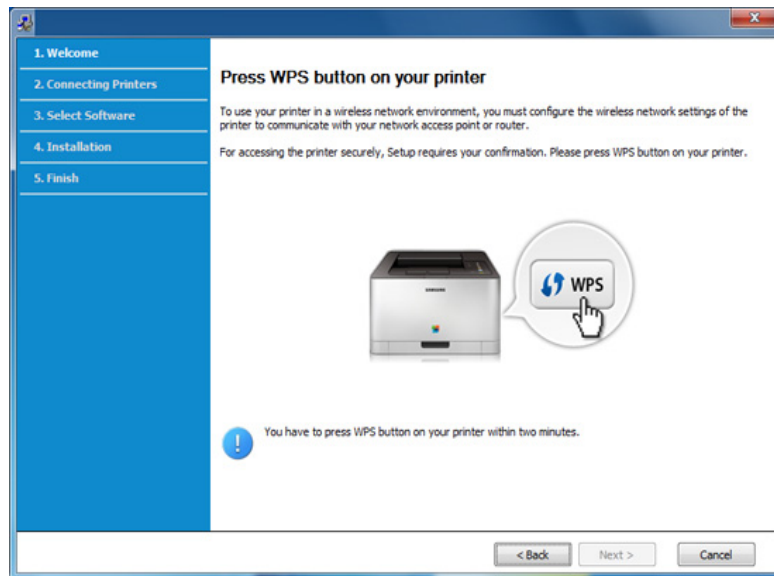 1. Welcome
2. Connecting Printers
3. Select Software
4. Installation
5. Finish
Press WPS button on your printer
To use your printer in a wireless network environment, you must configure the wireless network settings of the
printer to communicate with your network access point or router.
For accessing the printer securely, Setup requires your confirmation. Please press WPS button on your printer.
SAMSUNG
WPS
You have to press WPS button on your printer within two minutes.
< Back
Next >
Cancel